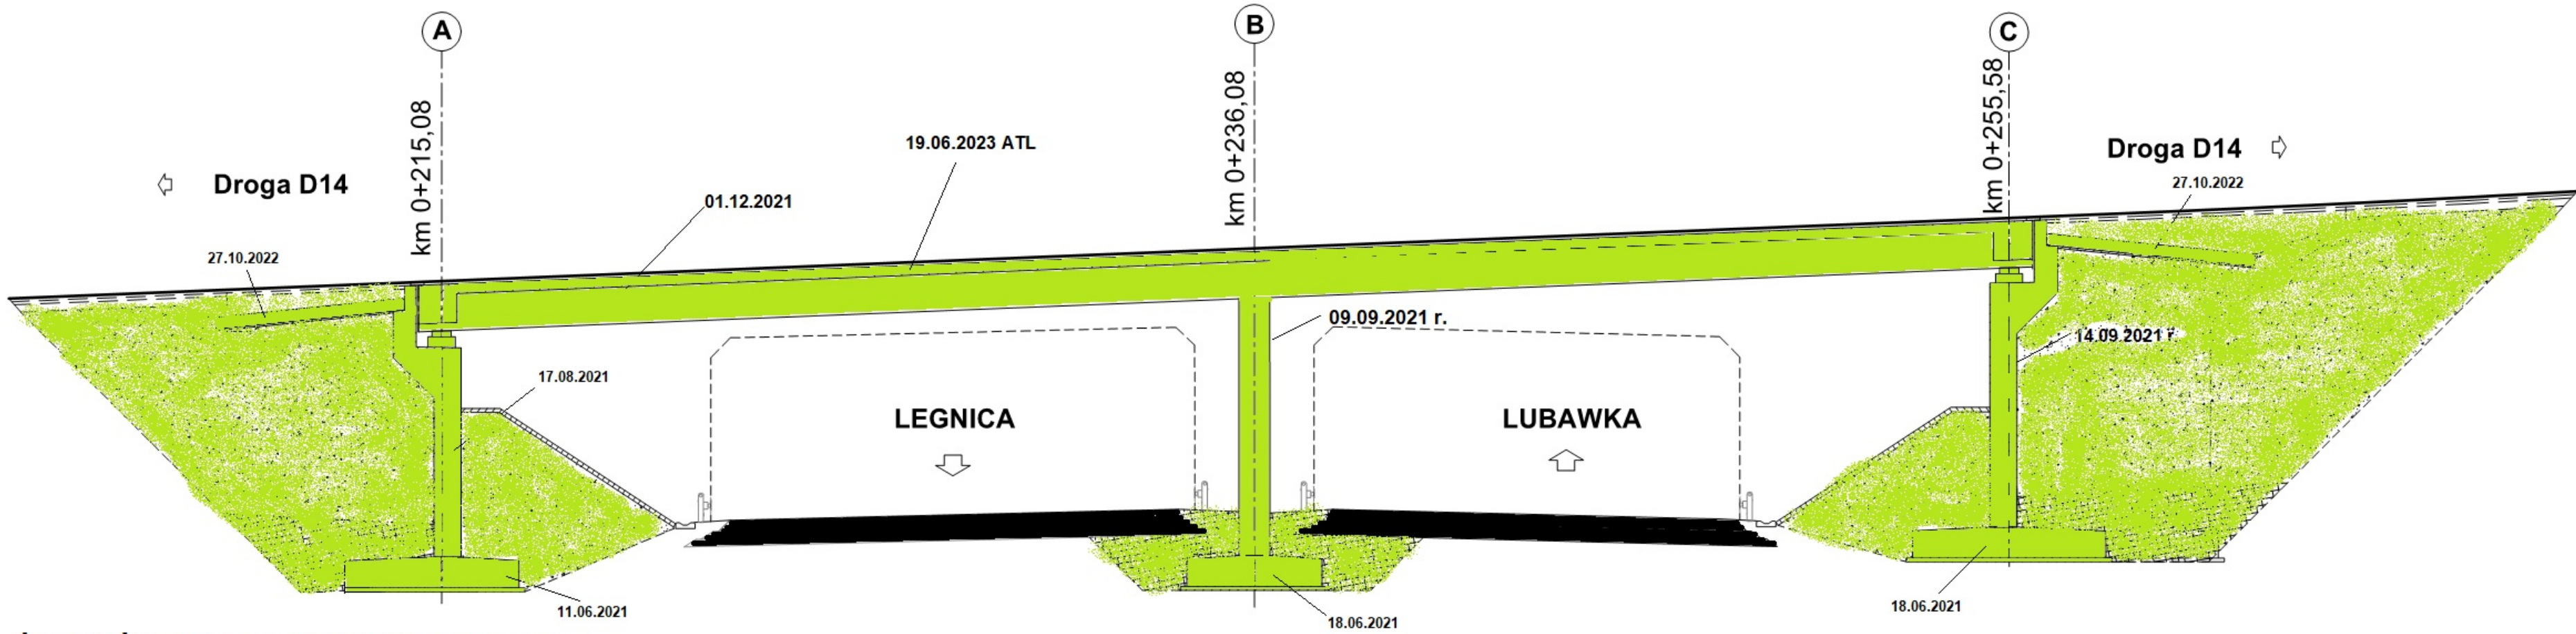 A
B
C
km 0+215,08
km 0+236,08
km 0+255,58
19.06.2023 ATL
Droga D14
Droga D14
27.10.2022
01.12.2021
27.10.2022
09.09.2021 r.
14.09.2021 r.
17.08.2021
LEGNICA
LUBAWKA
11.06.2021
18.06.2021
18.06.2021